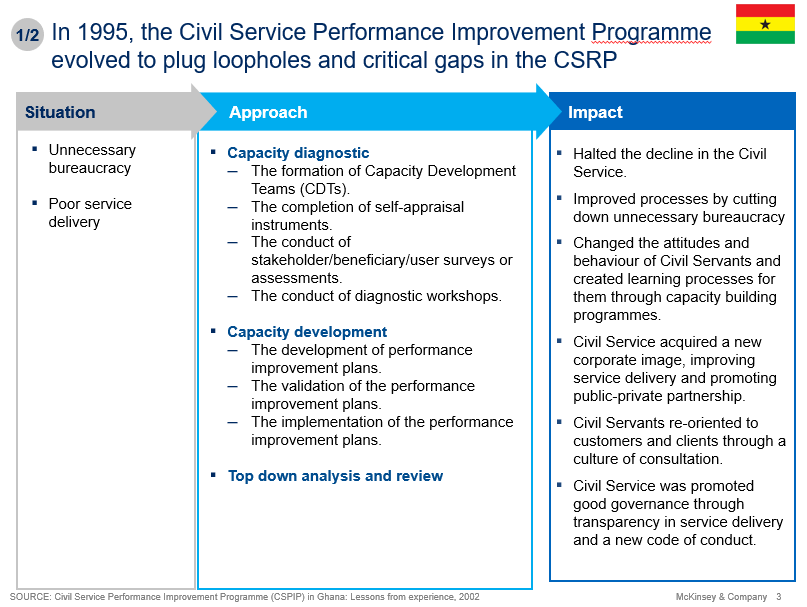 1/2
In 1995, the Civil Service Performance Improvement Programme
evolved to plug loopholes and critical gaps in the CSRP
Situation
▪ Unnecessary
bureaucracy
▪ Poor service
delivery
Approach
▪ Capacity diagnostic
– The formation of Capacity Development
Teams (CDTs).
– The completion of self-appraisal
instruments.
– The conduct of
stakeholder/beneficiary/user surveys or
assessments.
– The conduct of diagnostic workshops.
▪ Capacity development
– The development of performance
improvement plans.
– The validation of the performance
improvement plans.
– The implementation of the performance
improvement plans.
▪ Top down analysis and review
Impact
▪ Halted the decline in the Civil
Service.
▪ Improved processes by cutting
down unnecessary bureaucracy
▪ Changed the attitudes and
behaviour of Civil Servants and
created learning processes for
them through capacity building
programmes.
▪ Civil Service acquired a new
corporate image, improving
service delivery and promoting
public-private partnership.
▪ Civil Servants re-oriented to
customers and clients through a
culture of consultation.
▪ Civil Service was promoted
good governance through
transparency in service delivery
and a new code of conduct.
SOURCE: Civil Service Performance Improvement Programme (CSPIP) in Ghana: Lessons from experience, 2002
McKinsey & Company 3